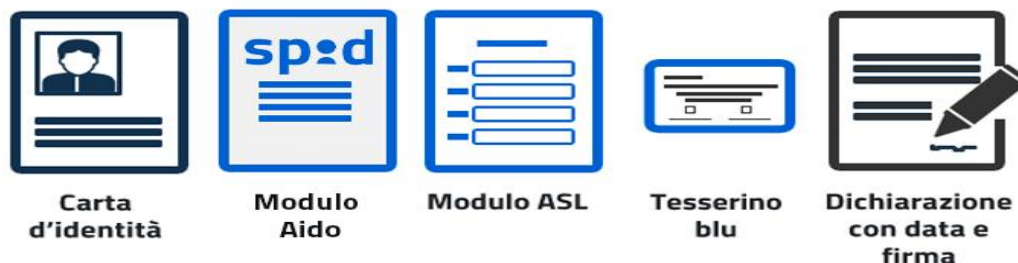 spid
Carta
d'identità
Modulo
Aido
Modulo ASL
Tesserino
blu
Dichiarazione
con data e
firma